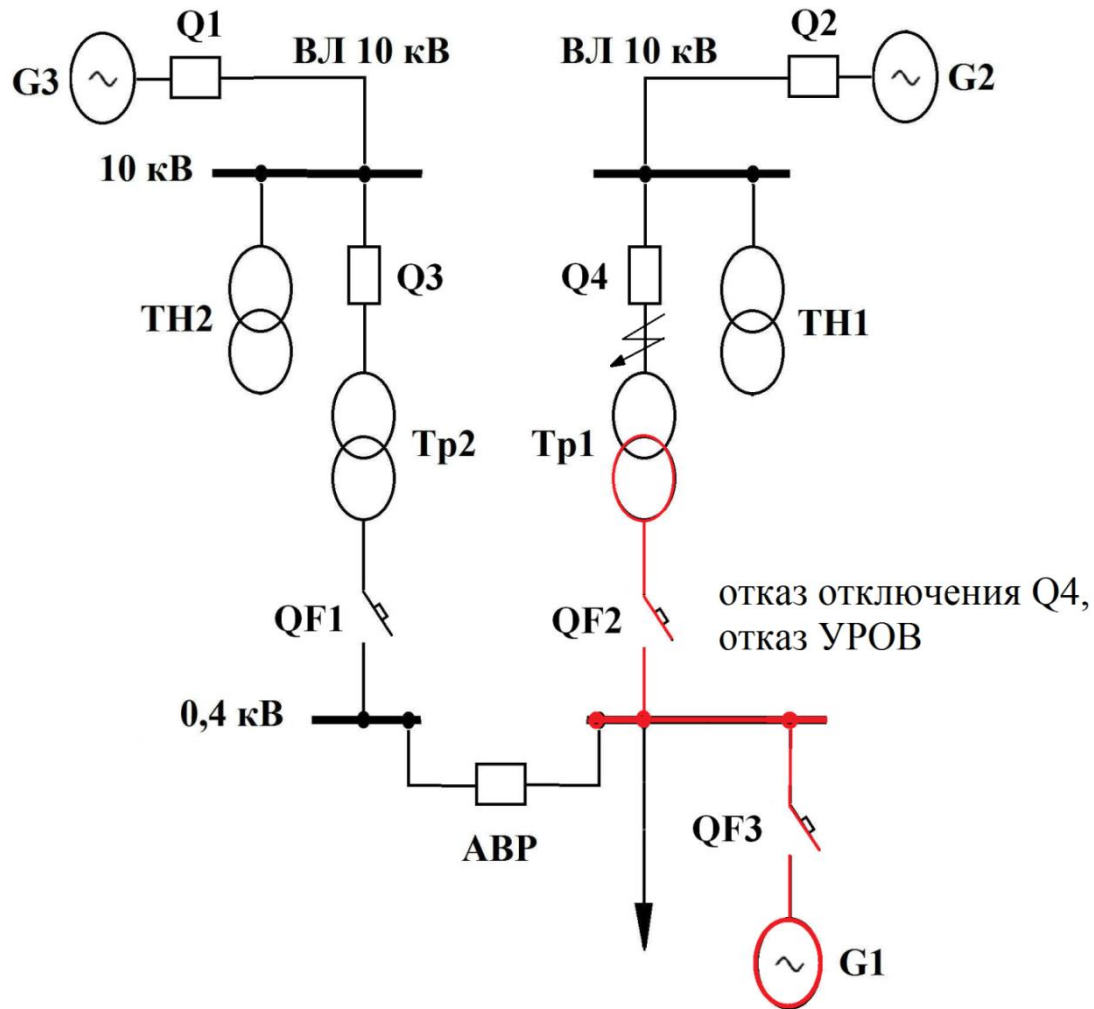 Q1
ВЛ 10 кВ
ВЛ 10 кВ
Q2
G3
G2
10 кВ
Q3
Q4
ТН2
ТН1
Тр2
Тр1
QF1
QF2
отказ отключения Q4,
отказ УРОВ
0,4 кВ
АВР
QF3
G1